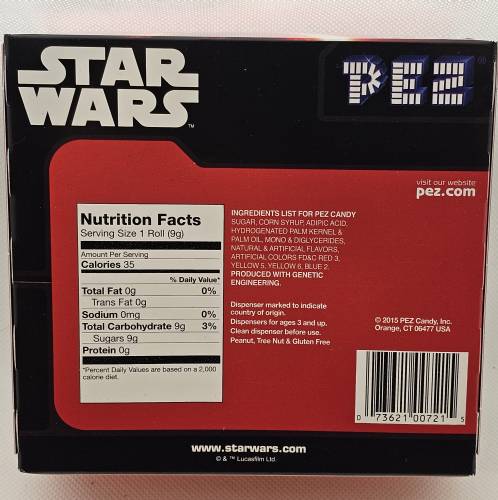 STAR
WARS™
PEZ®
visit our website
pez.com
Nutrition Facts
Serving Size 1 Roll (9g)
Amount Per Serving
Calories 35
% Daily Value*
Total Fat 0g 0%
Trans Fat 0g
Sodium 0mg 0%
Total Carbohydrate 9g 3%
Sugars 9g
Protein 0g
*Percent Daily Values are based on a 2,000
calorie diet.
INGREDIENTS LIST FOR PEZ CANDY
SUGAR, CORN SYRUP, ADIPIC ACID,
HYDROGENATED PALM KERNEL &
PALM OIL, MONO & DIGLYCERIDES,
NATURAL & ARTIFICIAL FLAVORS,
ARTIFICIAL COLORS FD&C RED 3,
YELLOW 5, YELLOW 6, BLUE 2.
PRODUCED WITH GENETIC
ENGINEERING.
Dispenser marked to indicate
country of origin.
Dispensers for ages 3 and up.
Clean dispenser before use.
Peanut, Tree Nut & Gluten Free
© 2015 PEZ Candy, Inc.
Orange, CT 06477 USA
0 73621 00721 5
www.starwars.com
© & ™ Lucasfilm Ltd.